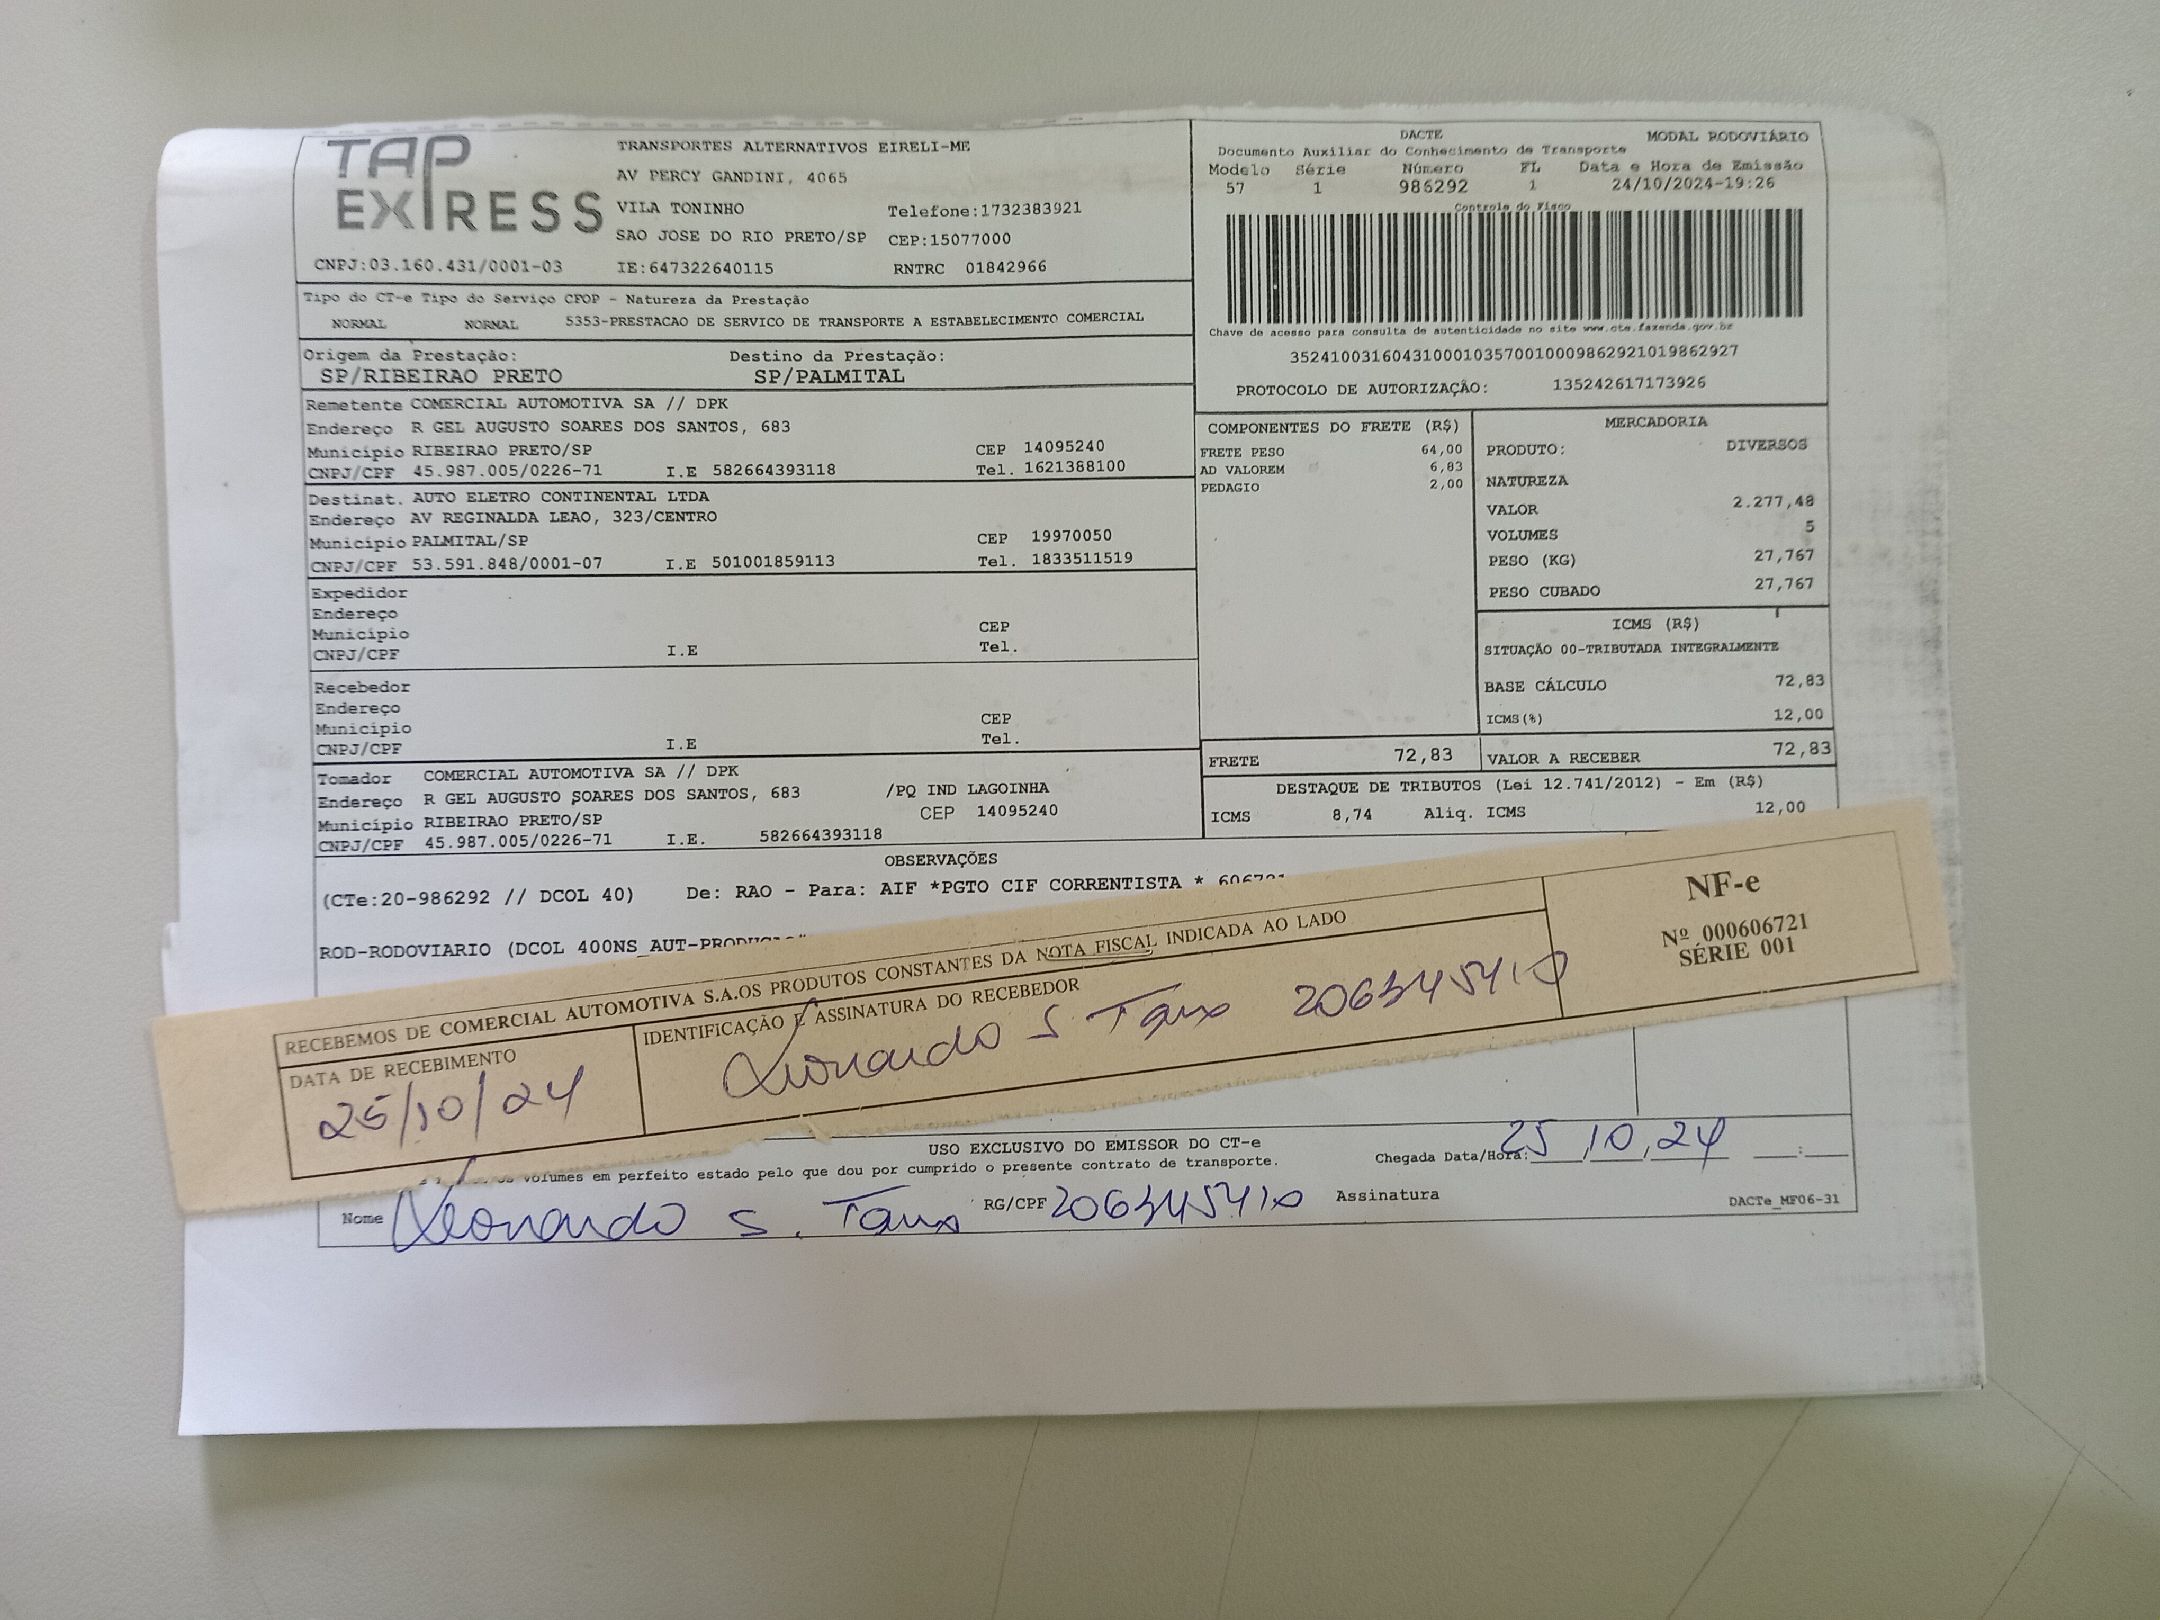 TAP EXPRESS
TRANSPORTES ALTERNATIVOS EIRELI-ME
AV PERCY GANDINI, 4065
VILA TONINHO Telefone:1732383921
SAO JOSE DO RIO PRETO/SP CEP:15077000
CNPJ:03.160.431/0001-03 IE:647322640115 RNTRC 01842966
DACTE MODAL RODOVIÁRIO
Documento Auxiliar do Conhecimento de Transporte
Modelo Série Número FL Data e Hora de Emissão
57 1 986292 1 24/10/2024-19:26
Controle do Fisco
Chave de acesso para consulta de autenticidade no site www.cte.fazenda.gov.br
35241003160431000103570010009862921019862927
PROTOCOLO DE AUTORIZAÇÃO: 135242617173926
Tipo do CT-e Tipo do Serviço CFOP - Natureza da Prestação
NORMAL NORMAL 5353-PRESTACAO DE SERVICO DE TRANSPORTE A ESTABELECIMENTO COMERCIAL
Origem da Prestação: Destino da Prestação:
SP/RIBEIRAO PRETO SP/PALMITAL
Remetente COMERCIAL AUTOMOTIVA SA // DPK
Endereço R GEL AUGUSTO SOARES DOS SANTOS, 683
Município RIBEIRAO PRETO/SP CEP 14095240
CNPJ/CPF 45.987.005/0226-71 I.E 582664393118 Tel. 1621388100
Destinat. AUTO ELETRO CONTINENTAL LTDA
Endereço AV REGINALDA LEAO, 323/CENTRO
Município PALMITAL/SP CEP 19970050
CNPJ/CPF 53.591.848/0001-07 I.E 501001859113 Tel. 1833511519
Expedidor
Endereço
Município CEP
CNPJ/CPF I.E Tel.
Recebedor
Endereço
Município CEP
CNPJ/CPF I.E Tel.
Tomador COMERCIAL AUTOMOTIVA SA // DPK
Endereço R GEL AUGUSTO SOARES DOS SANTOS, 683 /PQ IND LAGOINHA
Município RIBEIRAO PRETO/SP CEP 14095240
CNPJ/CPF 45.987.005/0226-71 I.E. 582664393118
COMPONENTES DO FRETE (R$)
FRETE PESO 64,00
AD VALOREM 6,83
PEDAGIO 2,00
MERCADORIA
PRODUTO: DIVERSOS
NATUREZA
VALOR 2.277,48
VOLUMES 5
PESO (KG) 27,767
PESO CUBADO 27,767
ICMS (R$)
SITUAÇÃO 00-TRIBUTADA INTEGRALMENTE
BASE CÁLCULO 72,83
ICMS(%) 12,00
FRETE 72,83 VALOR A RECEBER 72,83
DESTAQUE DE TRIBUTOS (Lei 12.741/2012) - Em (R$)
ICMS 8,74 Aliq. ICMS 12,00
OBSERVAÇÕES
(CTe:20-986292 // DCOL 40) De: RAO - Para: AIF *PGTO CIF CORRENTISTA * 606721
ROD-RODOVIARIO (DCOL 400NS_AUT-
RECEBEMOS DE COMERCIAL AUTOMOTIVA S.A.OS PRODUTOS CONSTANTES DA NOTA FISCAL INDICADA AO LADO
DATA DE RECEBIMENTO IDENTIFICAÇÃO E ASSINATURA DO RECEBEDOR
25/10/24 Leonardo S.
NF-e
Nº 000606721
SÉRIE 001
USO EXCLUSIVO DO EMISSOR DO CT-e
volumes em perfeito estado pelo que dou por cumprido o presente contrato de transporte.
Chegada Data/Hora: 25 10 24 :
Nome Leonardo S. RG/CPF Assinatura
DACTe_MF06-31